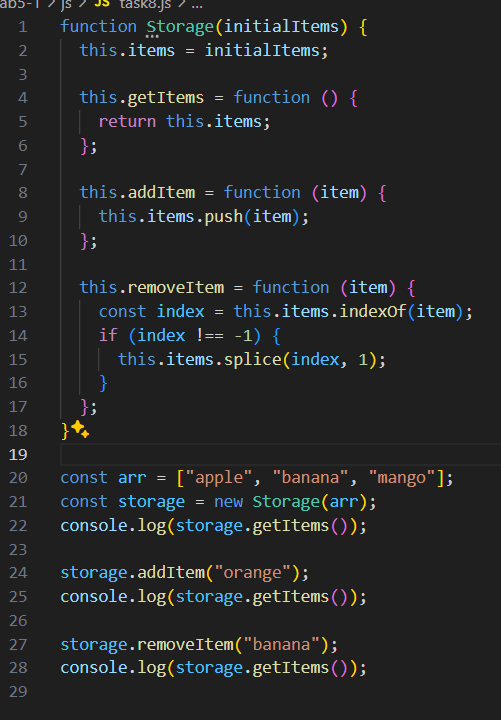 ab5-1 > js > JS task8.js > ...
1 function Storage(initialItems) {
2   this.items = initialItems;
3
4   this.getItems = function () {
5     return this.items;
6   };
7
8   this.addItem = function (item) {
9     this.items.push(item);
10   };
11
12   this.removeItem = function (item) {
13     const index = this.items.indexOf(item);
14     if (index !== -1) {
15       this.items.splice(index, 1);
16     }
17   };
18 }
19
20 const arr = ["apple", "banana", "mango"];
21 const storage = new Storage(arr);
22 console.log(storage.getItems());
23
24 storage.addItem("orange");
25 console.log(storage.getItems());
26
27 storage.removeItem("banana");
28 console.log(storage.getItems());
29